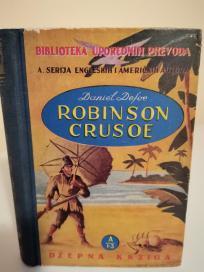 BIBLIOTEKA UPOREDNIH PREVODA
A. SERIJA ENGLESKIH I AMERIČKIH AUTORA
Daniel Defoe
ROBINSON
CRUSOE
A
DŽEPNA KNJIGA